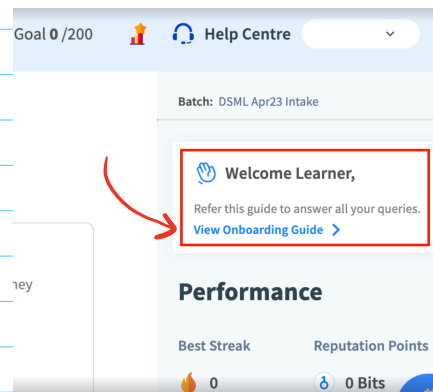 Goal 0 /200
Help Centre
Batch: DSML Apr23 Intake
Welcome Learner,
Refer this guide to answer all your queries.
View Onboarding Guide
Performance
Best Streak
Reputation Points
0
0 Bits